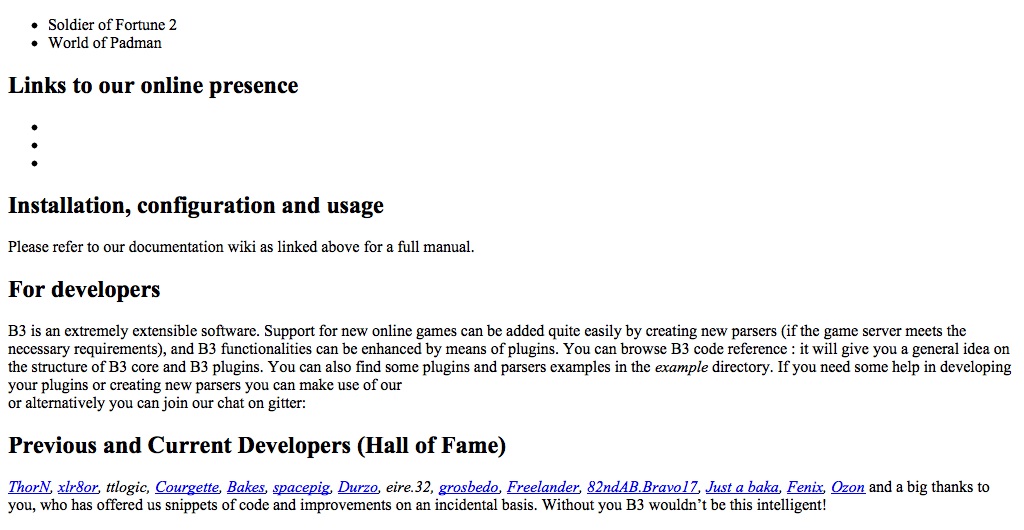 Soldier of Fortune 2
World of Padman
Links to our online presence
Installation, configuration and usage
Please refer to our documentation wiki as linked above for a full manual.
For developers
B3 is an extremely extensible software. Support for new online games can be added quite easily by creating new parsers (if the game server meets the
necessary requirements), and B3 functionalities can be enhanced by means of plugins. You can browse B3 code reference : it will give you a general idea on
the structure of B3 core and B3 plugins. You can also find some plugins and parsers examples in the example directory. If you need some help in developing
your plugins or creating new parsers you can make use of our
or alternatively you can join our chat on gitter:
Previous and Current Developers (Hall of Fame)
ThorN, xlr8or, ttlogic, Courgette, Bakes, spacepig, Durzo, eire.32, grosbedo, Freelander, 82ndAB.Bravo17, Just a baka, Fenix, Ozon and a big thanks to
you, who has offered us snippets of code and improvements on an incidental basis. Without you B3 wouldn’t be this intelligent!